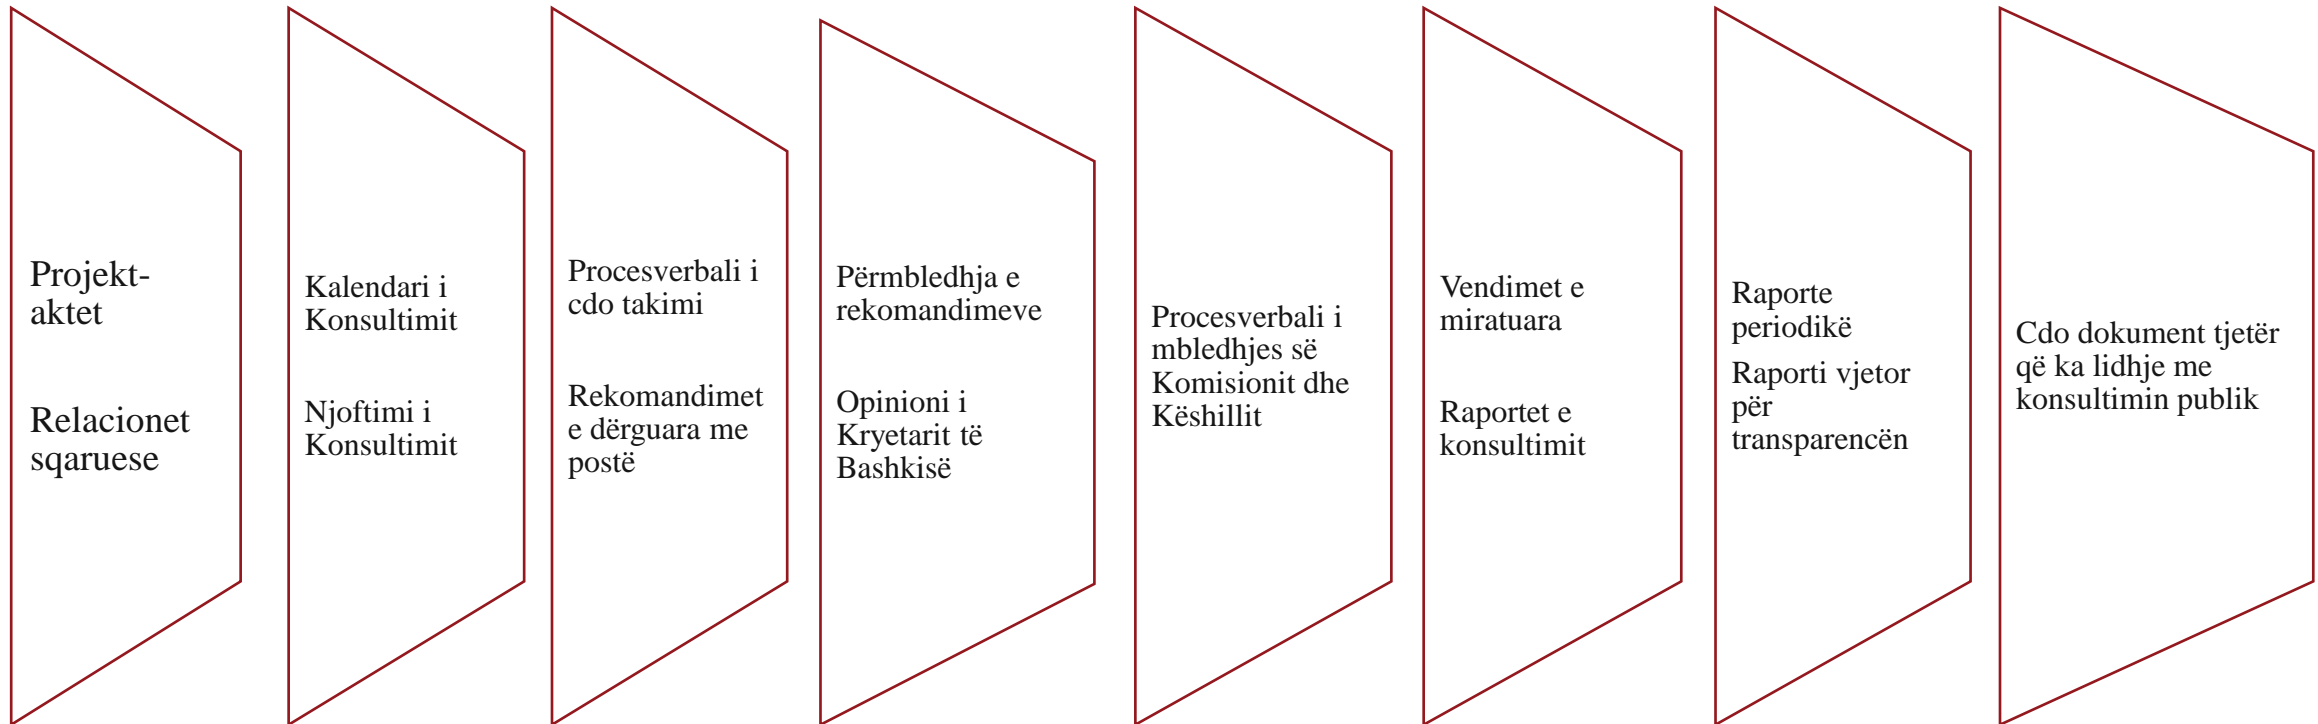 Projekt-
aktet
Relacionet
sqaruese
Kalendari i
Konsultimit
Njoftimi i
Konsultimit
Procesverbali i
cdo takimi
Rekomandimet
e dërguara me
postë
Përmbledhja e
rekomandimeve
Opinioni i
Kryetarit të
Bashkisë
Procesverbali i
mbledhjes së
Komisionit dhe
Këshillit
Vendimet e
miratuara
Raportet e
konsultimit
Raporte
periodikë
Raporti vjetor
për
transparencën
Cdo dokument tjetër
që ka lidhje me
konsultimin publik